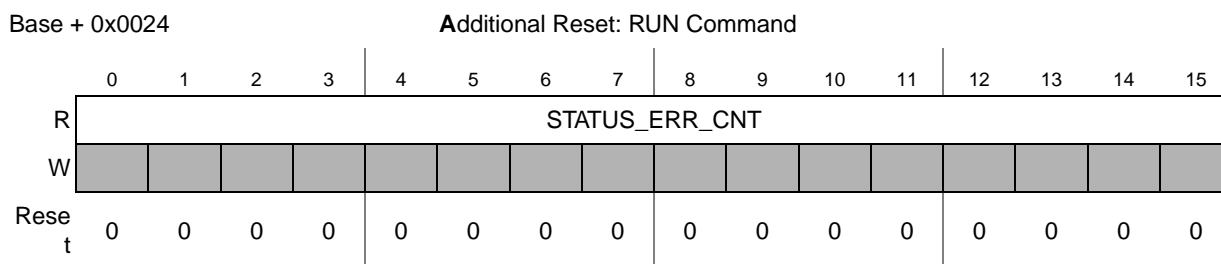 Base + 0x0024 Additional Reset: RUN Command
0 1 2 3 4 5 6 7 8 9 10 11 12 13 14 15
R STATUS_ERR_CNT
W
Rese
t 0 0 0 0 0 0 0 0 0 0 0 0 0 0 0 0